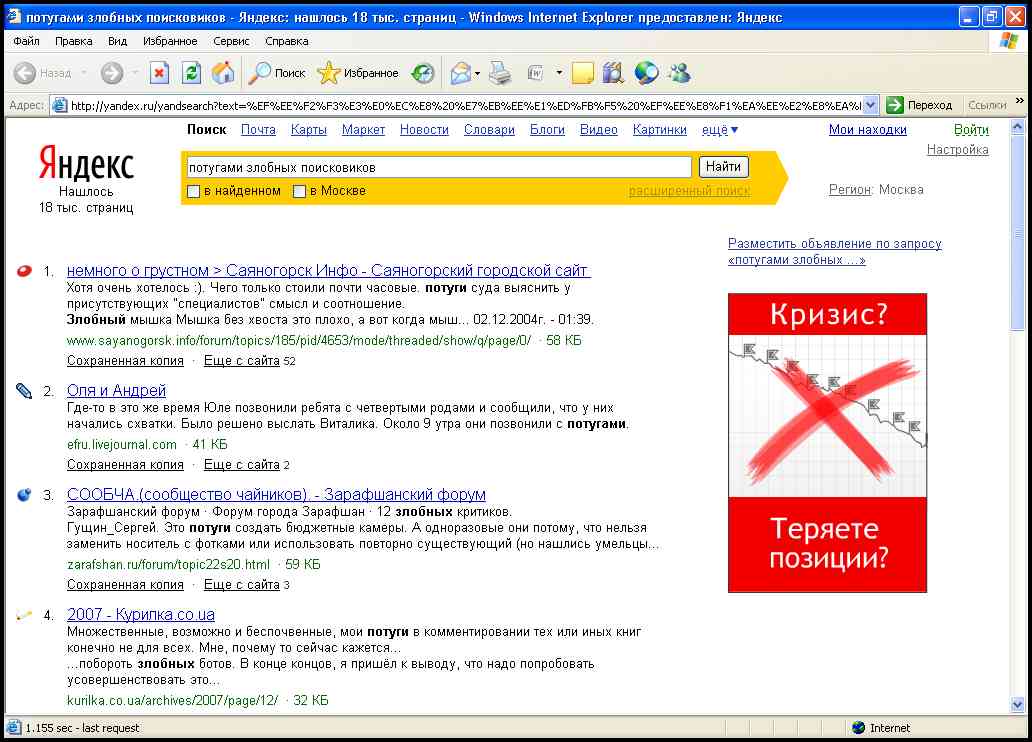 потугами злобных поисковиков - Яндекс: нашлось 18 тыс. страниц - Windows Internet Explorer предоставлен: Яндекс
Файл Правка Вид Избранное Сервис Справка
Назад Поиск Избранное
Адрес: http://yandex.ru/yandsearch?text=%EF%EE%F2%F3%E3%E0%EC%E8%20%E7%EB%EE%E1%ED%FB%F5%20%EF%EE%E8%F1%EA%EE%E2%E8%EA% Переход Ссылки »
Поиск Почта Карты Маркет Новости Словари Блоги Видео Картинки ещё ▼ Мои находки Войти
Настройка
Яндекс
Нашлось
18 тыс. страниц
потугами злобных поисковиков Найти
в найденном в Москве расширенный поиск
Регион: Москва
Разместить объявление по запросу
«потугами злобных ...»
1. немного о грустном > Саяногорск Инфо - Саяногорский городской сайт
Хотя очень хотелось :). Чего только стоили почти часовые. потуги суда выяснить у
присутствующих "специалистов" смысл и соотношение.
Злобный мышка Мышка без хвоста это плохо, а вот когда мыш... 02.12.2004г. - 01:39.
www.sayanogorsk.info/forum/topics/185/pid/4653/mode/threaded/show/q/page/0/ · 58 КБ
Сохраненная копия · Еще с сайта 52
2. Оля и Андрей
Где-то в это же время Юле позвонили ребята с четвертыми родами и сообщили, что у них
начались схватки. Было решено выслать Виталика. Около 9 утра они позвонили с потугами.
efru.livejournal.com · 41 КБ
Сохраненная копия · Еще с сайта 2
3. СООБЧА.(сообщество чайников). - Зарафшанский форум
Зарафшанский форум · Форум города Зарафшан · 12 злобных критиков.
Гущин_Сергей. Это потуги создать бюджетные камеры. А одноразовые они потому, что нельзя
заменить носитель с фотками или использовать повторно существующий (но нашлись умельцы...
zarafshan.ru/forum/topic22s20.html · 59 КБ
Сохраненная копия · Еще с сайта 3
4. 2007 - Курилка.co.ua
Множественные, возможно и беспочвенные, мои потуги в комментировании тех или иных книг
конечно не для всех. Мне, почему то сейчас кажется...
...побороть злобных ботов. В конце концов, я пришёл к выводу, что надо попробовать
усовершенствовать это...
kurilka.co.ua/archives/2007/page/12/ · 32 КБ
Кризис?
Теряете
позиции?
1.155 sec - last request Internet